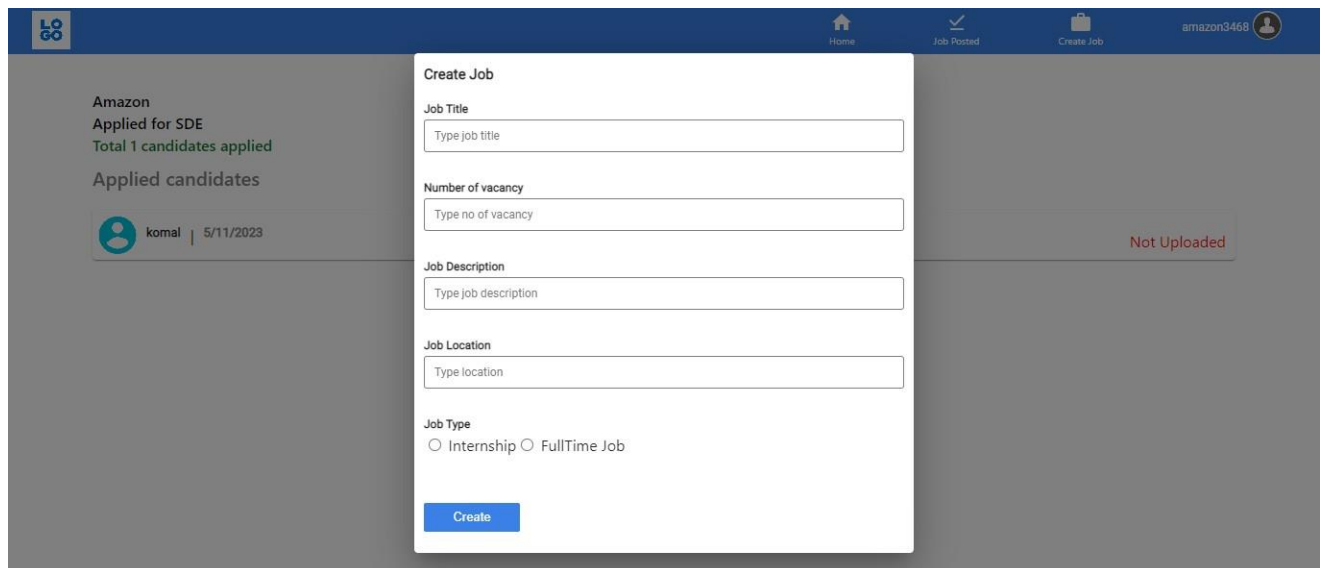 LO
GO
Home
Job Posted
Create Job
amazon3468
Amazon
Applied for SDE
Total 1 candidates applied
Applied candidates
komal | 5/11/2023
Not Uploaded
Create Job
Job Title
Type job title
Number of vacancy
Type no of vacancy
Job Description
Type job description
Job Location
Type location
Job Type
Internship FullTime Job
Create